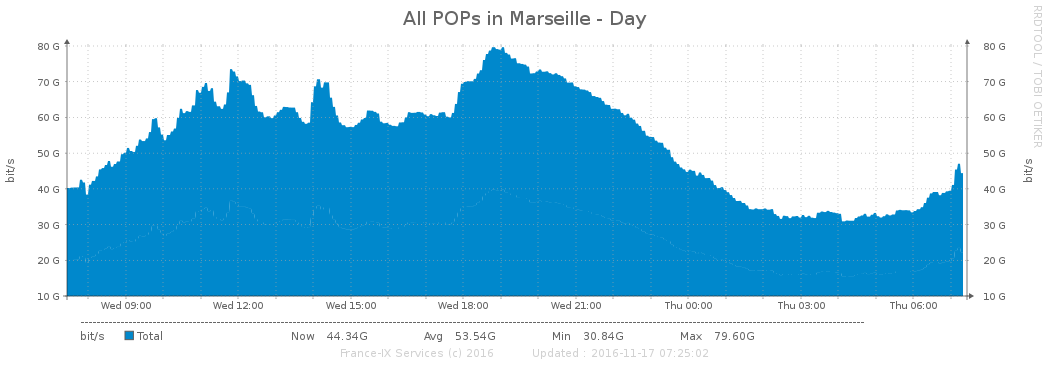 All POPs in Marseille - Day
RRDTOOL / TOBI OETIKER
bit/s
80 G 80 G
70 G 70 G
60 G 60 G
50 G 50 G
40 G 40 G
30 G 30 G
20 G 20 G
10 G 10 G
bit/s
Wed 09:00 Wed 12:00 Wed 15:00 Wed 18:00 Wed 21:00 Thu 00:00 Thu 03:00 Thu 06:00
bit/s Total Now 44.34G Avg 53.54G Min 30.84G Max 79.60G
France-IX Services (c) 2016 Updated : 2016-11-17 07:25:02